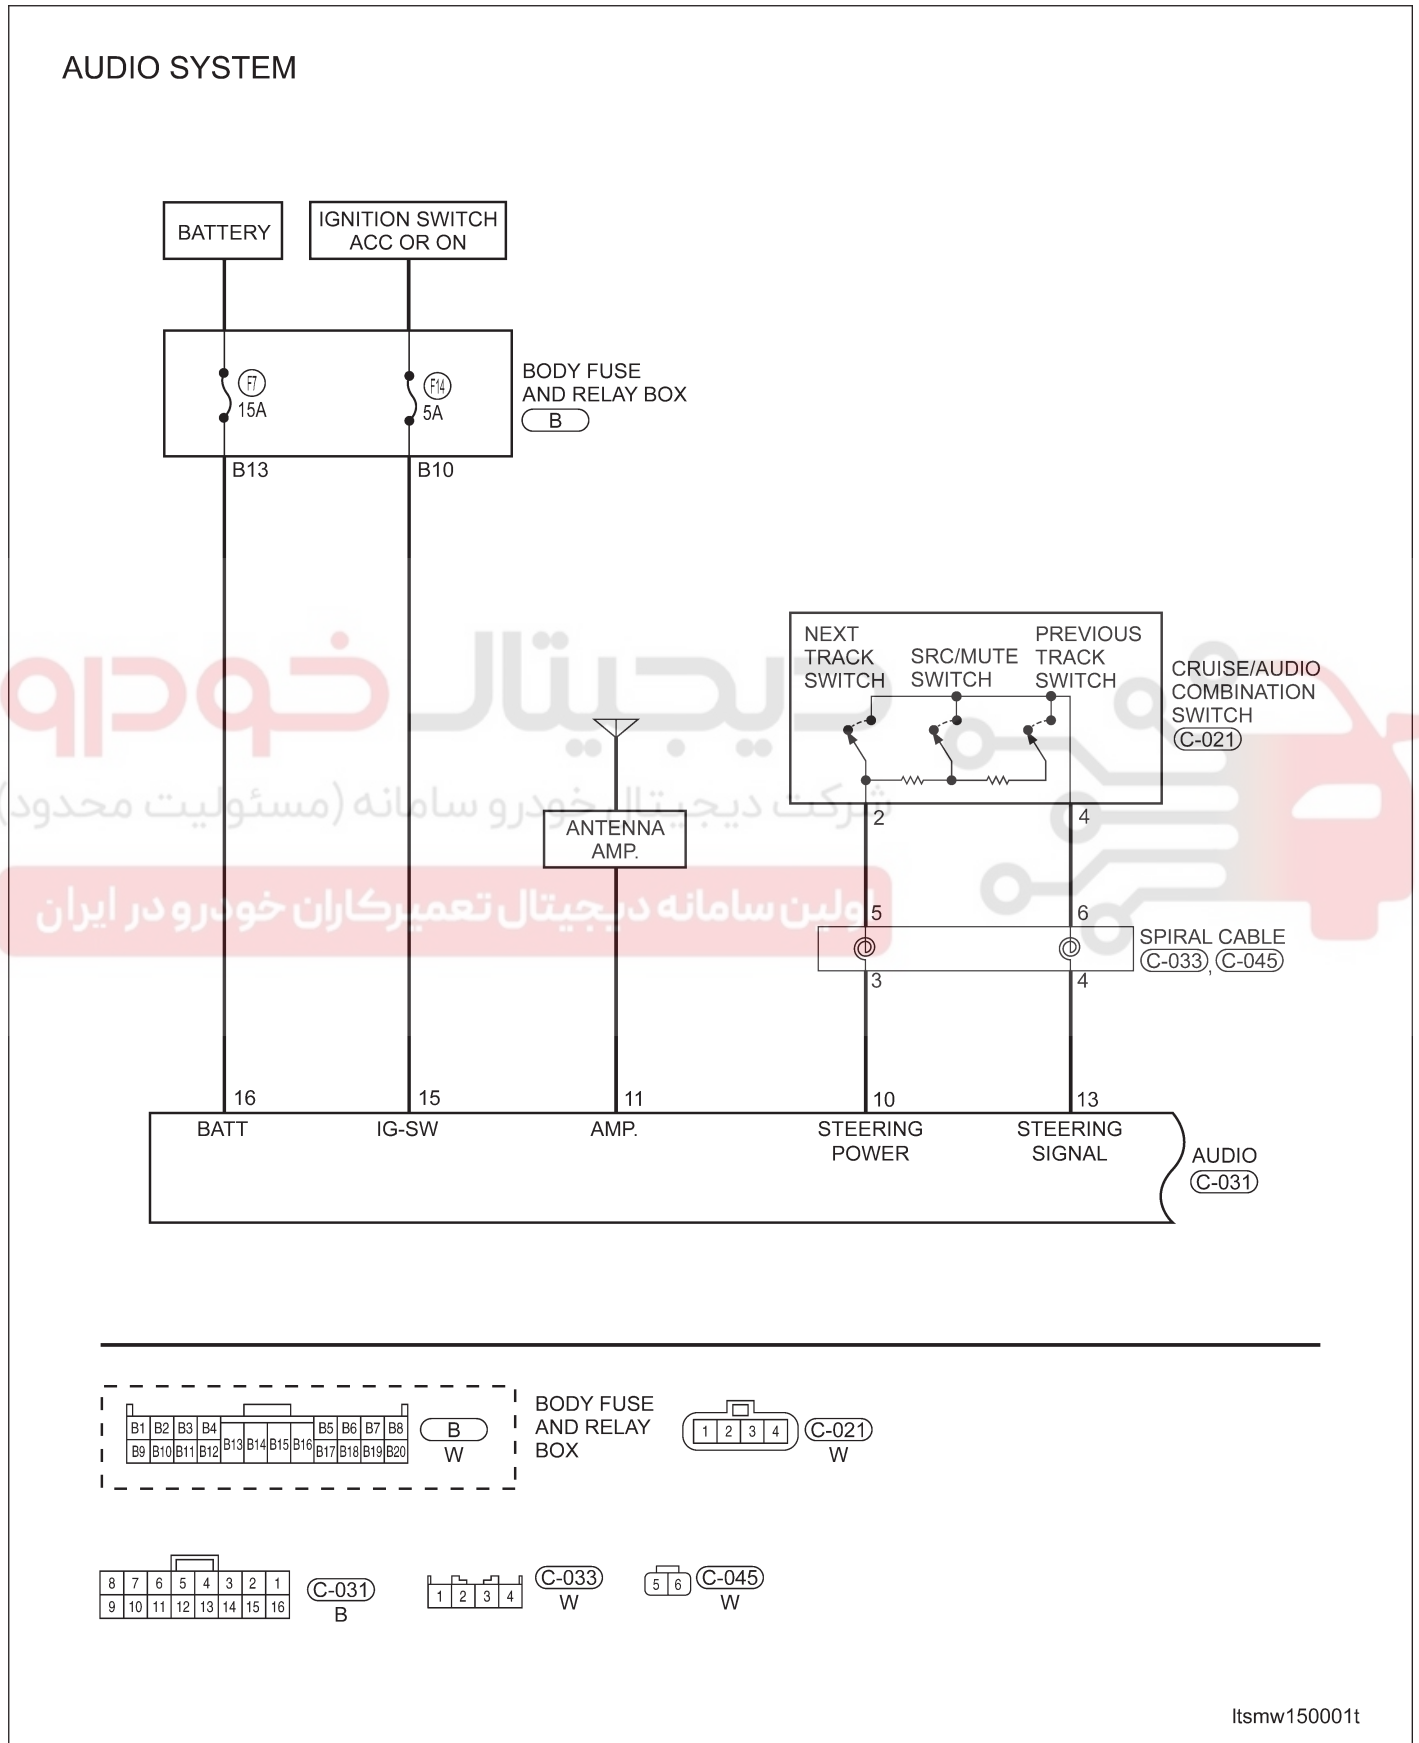 AUDIO SYSTEM
BATTERY
IGNITION SWITCH
ACC OR ON
F7
15A
F14
5A
BODY FUSE
AND RELAY BOX
B
B13
B10
NEXT
TRACK
SWITCH
SRC/MUTE
SWITCH
PREVIOUS
TRACK
SWITCH
CRUISE/AUDIO
COMBINATION
SWITCH
C-021
دیجیتال خودرو
شرکت دیجیتال خودرو سامانه (مسئولیت محدود)
اولین سامانه دیجیتال تعمیرکاران خودرو در ایران
ANTENNA
AMP.
2
4
5
6
SPIRAL CABLE
C-033, C-045
3
4
16
15
11
10
13
BATT
IG-SW
AMP.
STEERING
POWER
STEERING
SIGNAL
AUDIO
C-031
B1 B2 B3 B4 B5 B6 B7 B8
B13 B14 B15 B16
B9 B10 B11 B12 B17 B18 B19 B20
B
W
BODY FUSE
AND RELAY
BOX
1 2 3 4
C-021
W
8 7 6 5 4 3 2 1
9 10 11 12 13 14 15 16
C-031
B
1 2 3 4
C-033
W
5 6
C-045
W
ltsmw150001t